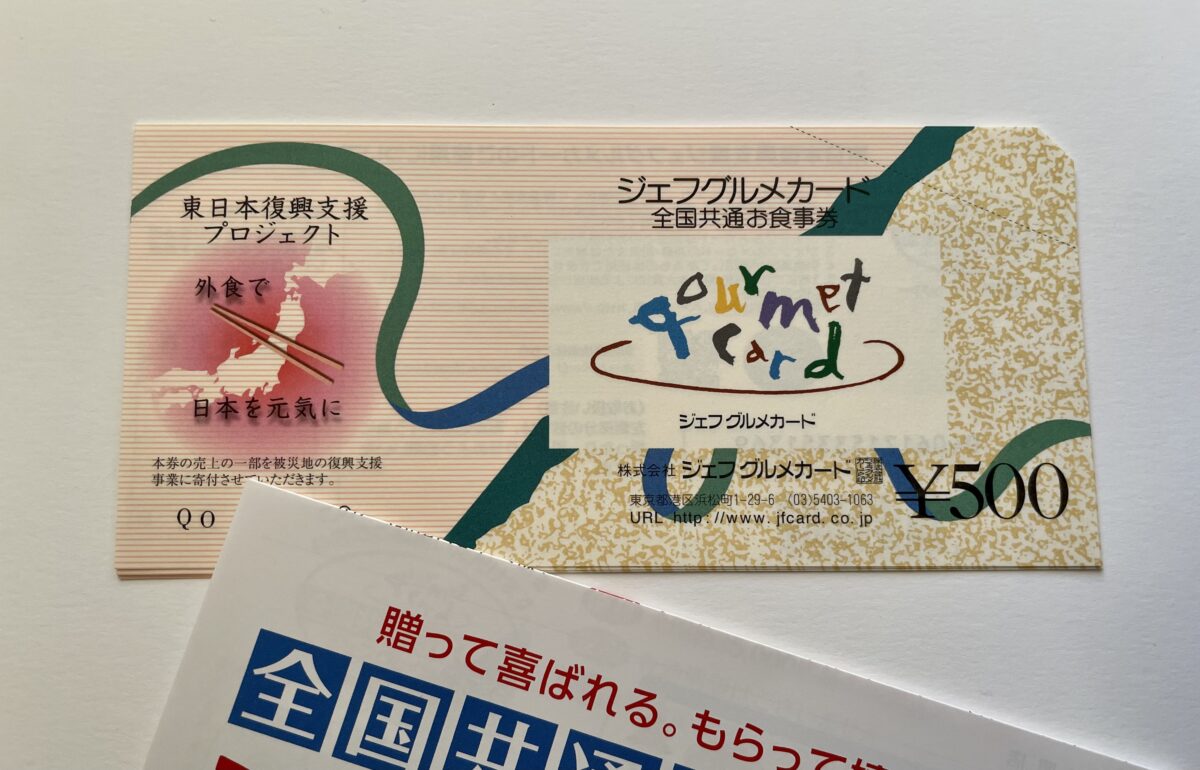 東日本復興支援
プロジェクト
外食で
日本を元気に
本券の売上の一部を被災地の復興支援
事業に寄付させていただきます。
QO
ジェフグルメカード
全国共通お食事券
gourmet
card
ジェフ グルメカード
株式会社 ジェフ グルメカード
¥500
東京都港区浜松町1-29-6 (03)5403-1063
URL http://www.jfcard.co.jp
贈って喜ばれる。もらって
全国共通